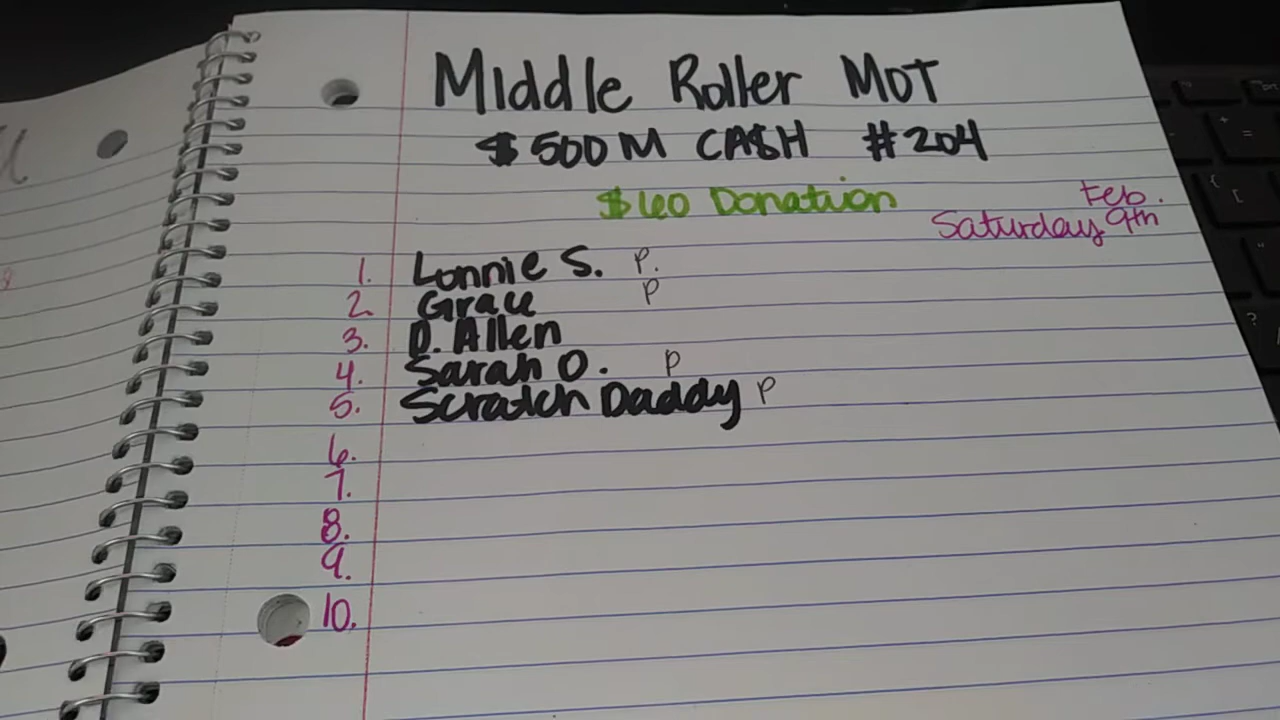 Middle Roller MOT
$500M CA$H #204
$60 Donation
Feb.
Saturday 9th
1. Lonnie S. P.
2. Grace P
3. D. Allen
4. Sarah O. P
5. Scratch Daddy P
6.
7.
8.
9.
10.